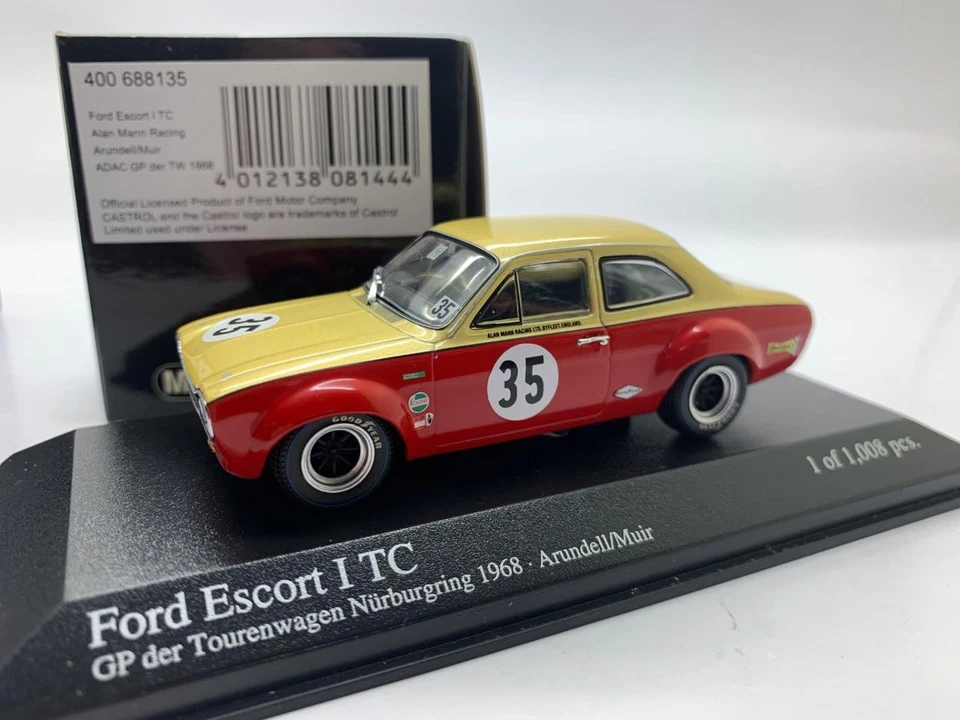 400 688135
Ford Escort I TC
Alan Mann Racing
Arundell/Muir
ADAC GP der TW 1968
4 012138 081444
Official Licensed Product of Ford Motor Company
CASTROL and the Castrol logo are trademarks of Castrol
Limited used under License
M
35
35
ALAN MANN RACING LTD. BYFLEET. ENGLAND.
35
Castrol
GOODYEAR
Ford Escort I TC
GP der Tourenwagen Nürburgring 1968 · Arundell/Muir
1 of 1,008 pcs.